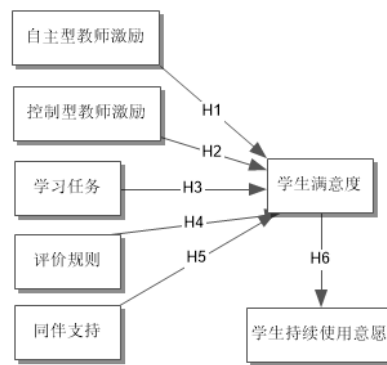 自主型教师激励
H1
控制型教师激励
H2
学习任务
H3
学生满意度
H4
评价规则
H5
H6
同伴支持
学生持续使用意愿